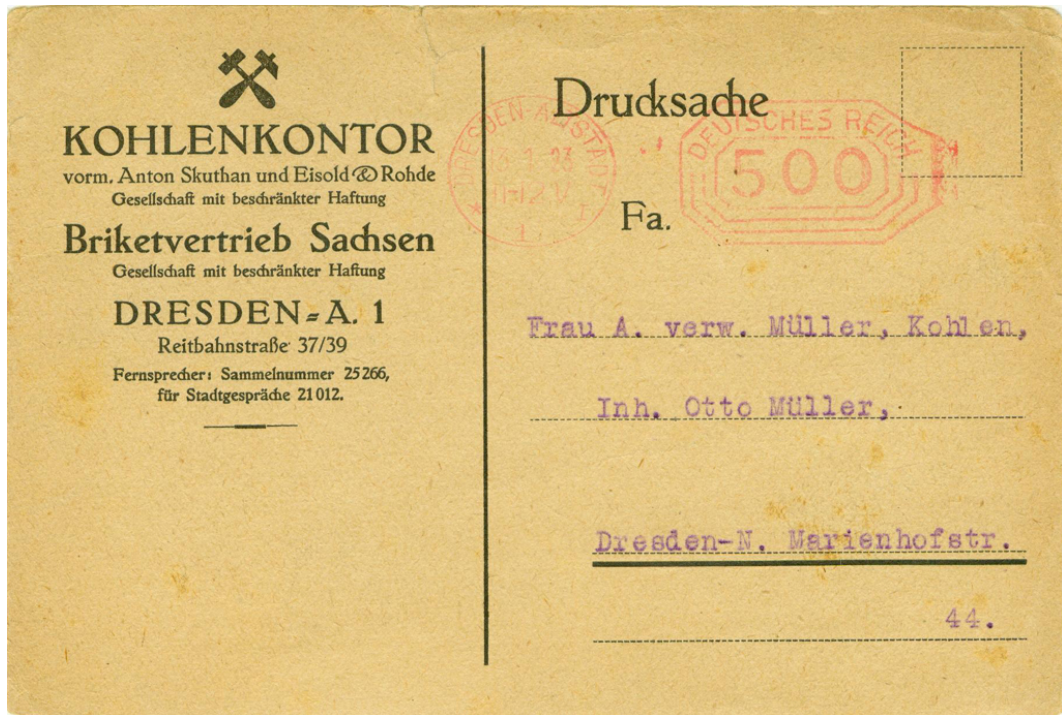 KOHLENKONTOR
vorm. Anton Skuthan und Eisold & Rohde
Gesellschaft mit beschränkter Haftung
Briketvertrieb Sachsen
Gesellschaft mit beschränkter Haftung
DRESDEN-A. 1
Reitbahnstraße 37/39
Fernsprecher: Sammelnummer 25266,
für Stadtgespräche 21012.
Drucksache
DRESDEN-ALTSTADT
DEUTSCHES REICH
500
Fa.
Frau A. verw. Müller, Kohlen,
Inh. Otto Müller,
Dresden-N. Marienhofstr.
44.